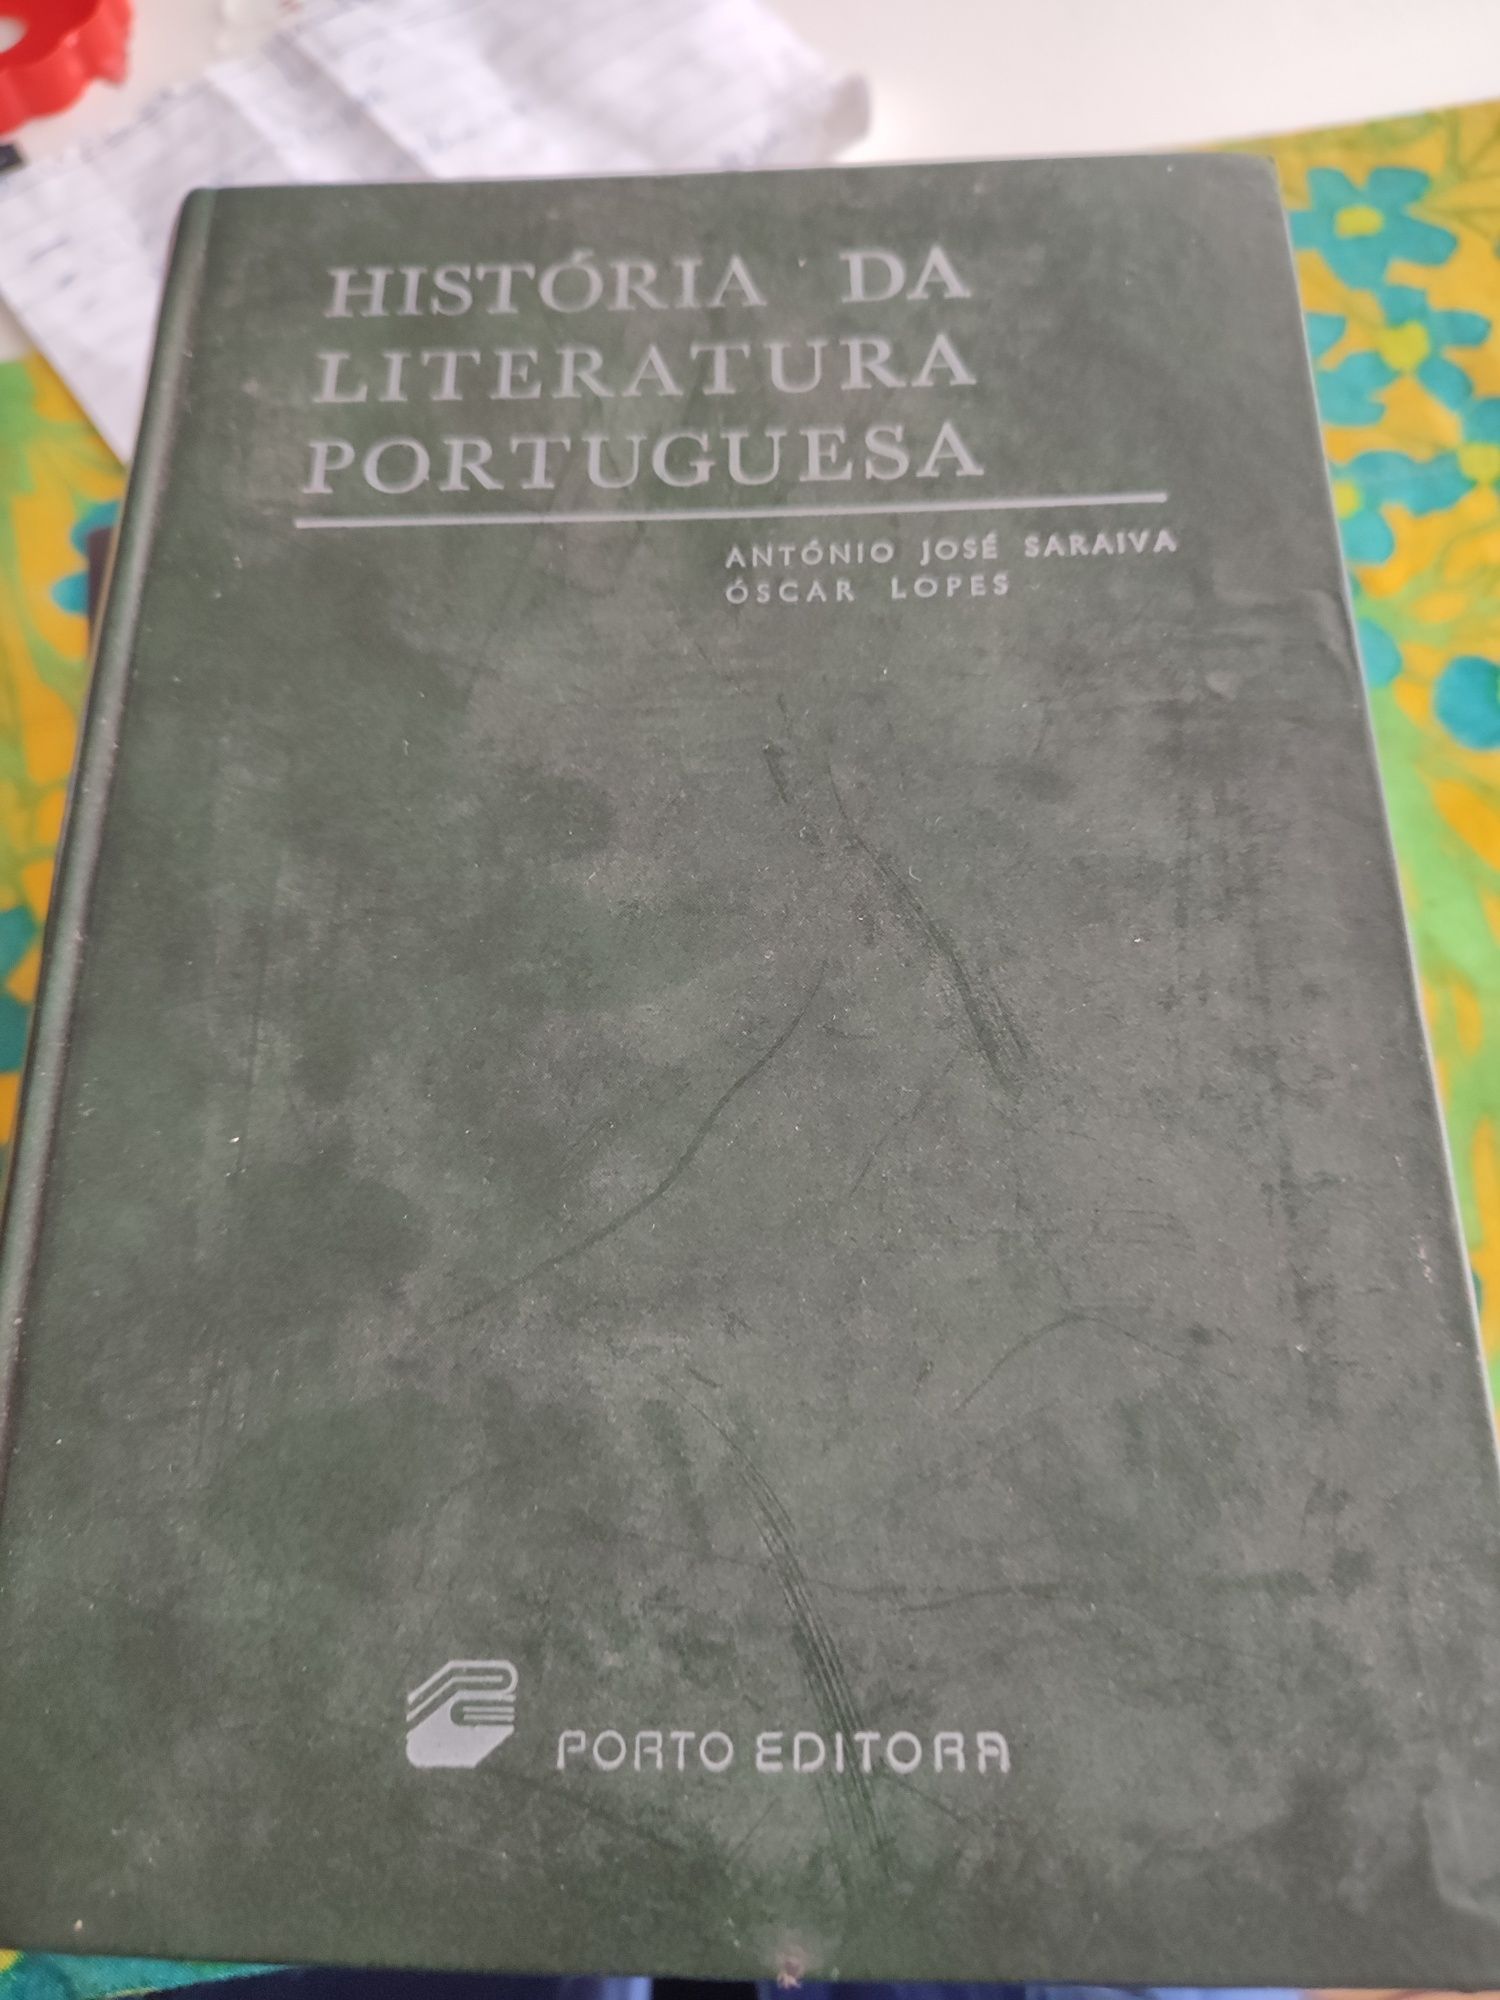 HISTÓRIA DA
LITERATURA
PORTUGUESA
ANTÓNIO JOSÉ SARAIVA
ÓSCAR LOPES
PORTO EDITORA